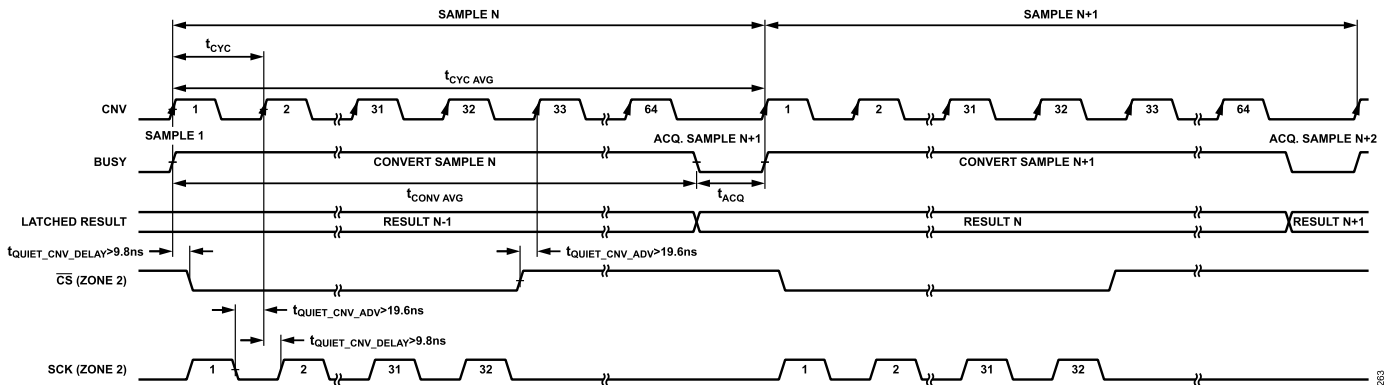 SAMPLE N
SAMPLE N+1
tCYC
tCYC AVG
CNV
1 2 31 32 33 64 1 2 31 32 33 64
SAMPLE 1
ACQ. SAMPLE N+1
ACQ. SAMPLE N+2
BUSY
CONVERT SAMPLE N
CONVERT SAMPLE N+1
tCONV AVG
tACQ
LATCHED RESULT
RESULT N-1
RESULT N
RESULT N+1
tQUIET_CNV_DELAY>9.8ns
tQUIET_CNV_ADV>19.6ns
CS (ZONE 2)
tQUIET_CNV_ADV>19.6ns
tQUIET_CNV_DELAY>9.8ns
SCK (ZONE 2)
1 2 31 32 1 2 31 32
263